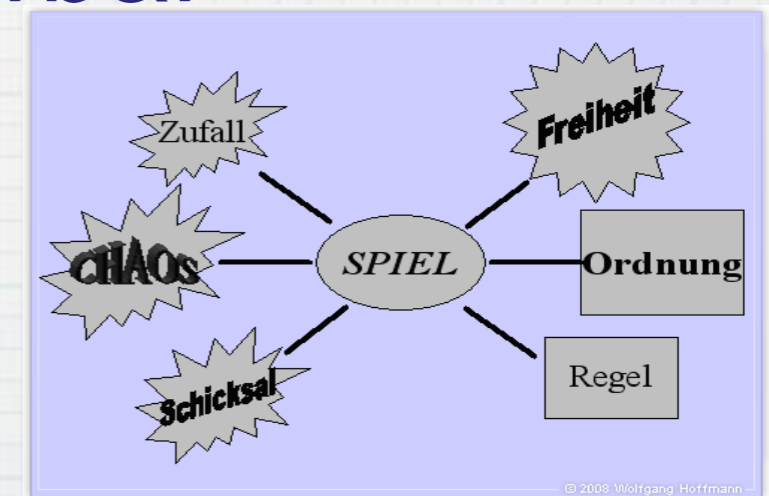 Zufall
Freiheit
CHAOs
SPIEL
Ordnung
Schicksal
Regel
© 2008 Wolfgang Hoffmann